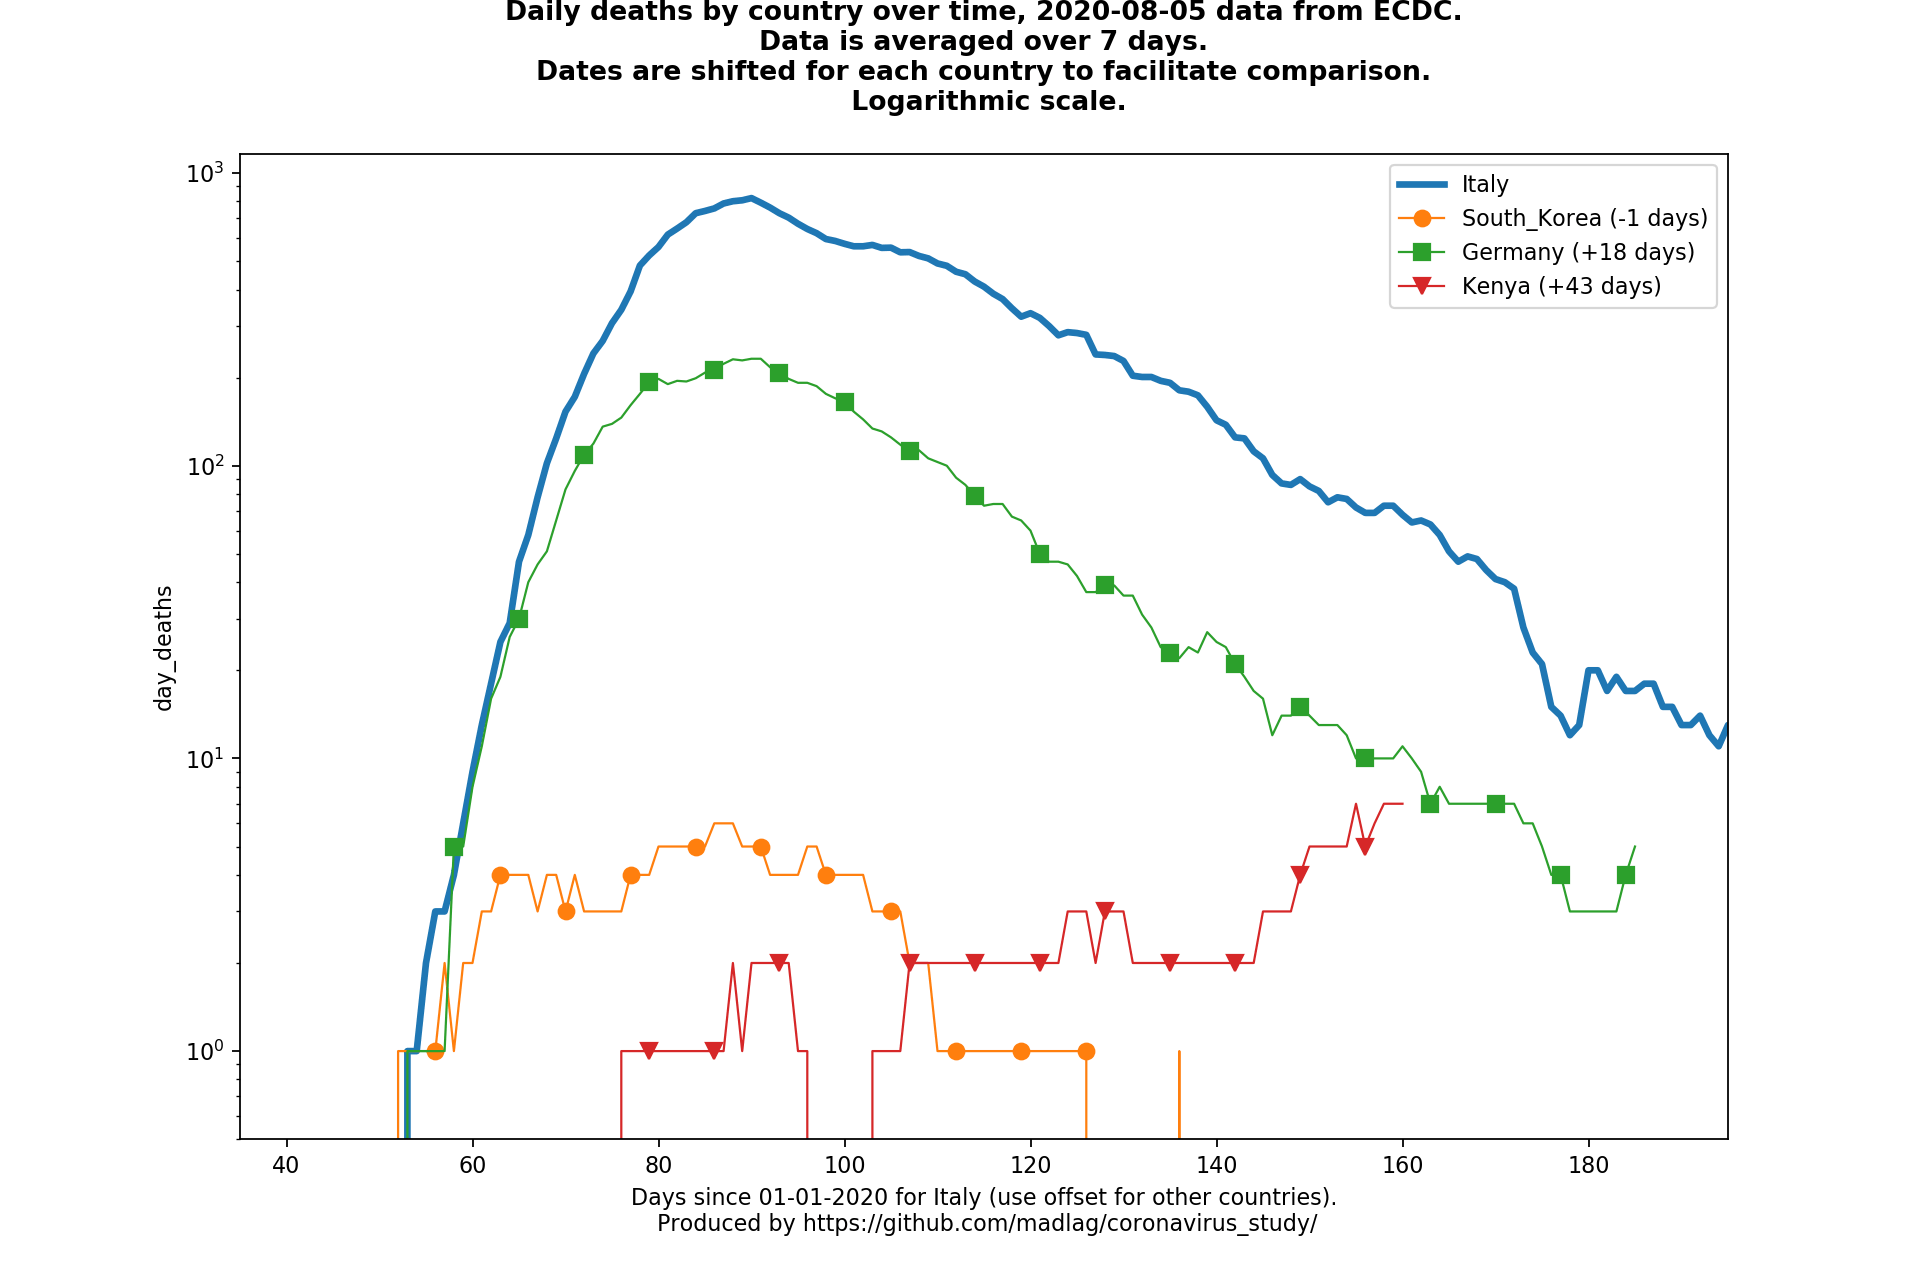 Daily deaths by country over time, 2020-08-05 data from ECDC.
Data is averaged over 7 days.
Dates are shifted for each country to facilitate comparison.
Logarithmic scale.
10³
10²
10¹
10⁰
day_deaths
Italy
South_Korea (-1 days)
Germany (+18 days)
Kenya (+43 days)
40 60 80 100 120 140 160 180
Days since 01-01-2020 for Italy (use offset for other countries).
Produced by https://github.com/madlag/coronavirus_study/